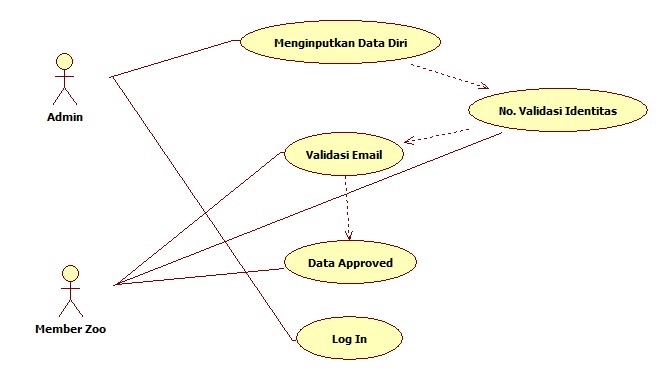 Menginputkan Data Diri
Admin
No. Validasi Identitas
Validasi Email
Data Approved
Member Zoo
Log In